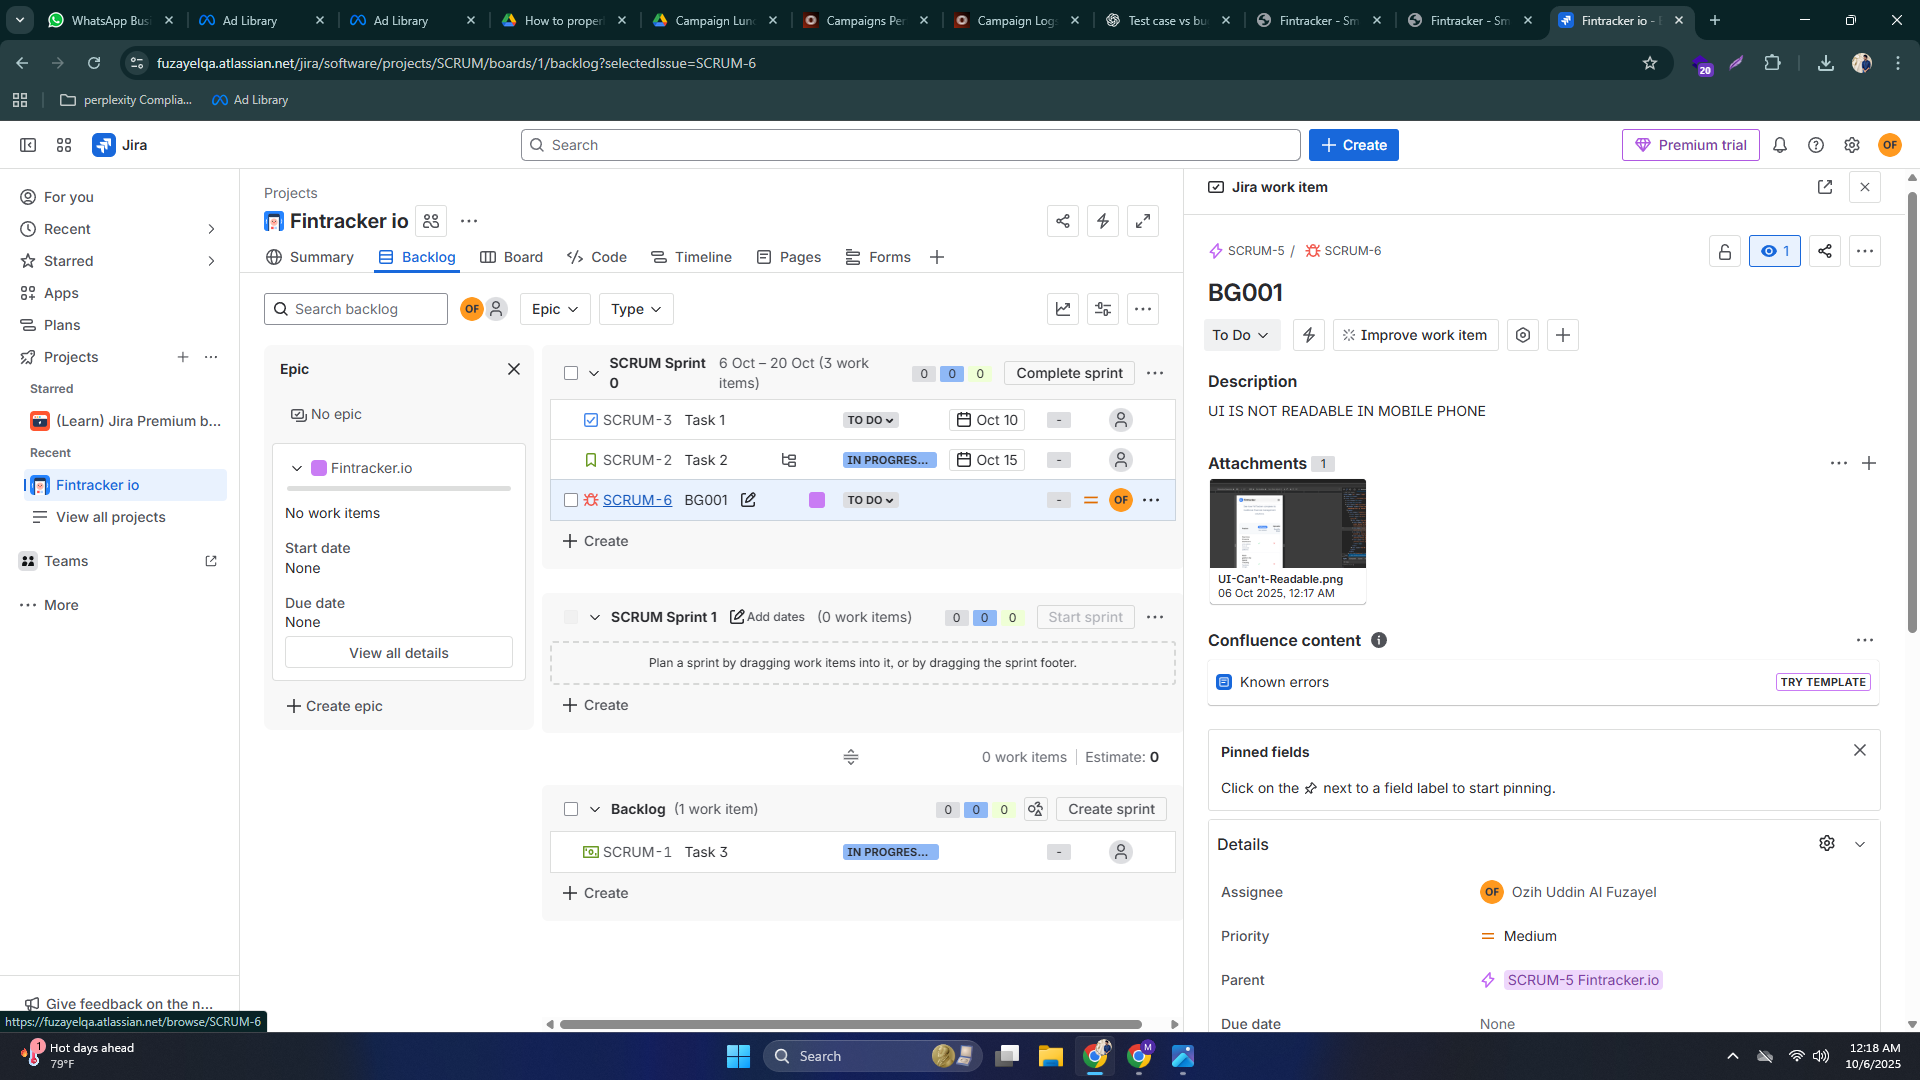 WhatsApp Busi
Ad Library
Ad Library
How to proper
Campaign Lunc
Campaigns Per
Campaign Logs
Test case vs bu
Fintracker - Sm
Fintracker - Sm
Fintracker io -
fuzayelqa.atlassian.net/jira/software/projects/SCRUM/boards/1/backlog?selectedIssue=SCRUM-6
20
perplexity Complia...
Ad Library
Jira
Search
Create
Premium trial
OF
For you
Recent
Starred
Apps
Plans
Projects
Starred
(Learn) Jira Premium b...
Recent
Fintracker io
View all projects
Teams
More
Give feedback on the n...
https://fuzayelqa.atlassian.net/browse/SCRUM-6
Projects
Fintracker io
Summary
Backlog
Board
Code
Timeline
Pages
Forms
Search backlog
OF
Epic
Type
Epic
No epic
Fintracker.io
No work items
Start date
None
Due date
None
View all details
Create epic
SCRUM Sprint 0
6 Oct – 20 Oct (3 work items)
0 0 0
Complete sprint
SCRUM-3 Task 1 TO DO Oct 10 -
SCRUM-2 Task 2 IN PROGRES... Oct 15 -
SCRUM-6 BG001 TO DO - OF
Create
SCRUM Sprint 1 Add dates (0 work items) 0 0 0 Start sprint
Plan a sprint by dragging work items into it, or by dragging the sprint footer.
Create
0 work items Estimate: 0
Backlog (1 work item) 0 0 0 Create sprint
SCRUM-1 Task 3 IN PROGRES... -
Create
Jira work item
SCRUM-5 / SCRUM-6
1
BG001
To Do
Improve work item
Description
UI IS NOT READABLE IN MOBILE PHONE
Attachments 1
UI-Can't-Readable.png
06 Oct 2025, 12:17 AM
Confluence content
Known errors
TRY TEMPLATE
Pinned fields
Click on the next to a field label to start pinning.
Details
Assignee OF Ozih Uddin Al Fuzayel
Priority Medium
Parent SCRUM-5 Fintracker.io
Due date None
1
Hot days ahead
79°F
Search
M
12:18 AM
10/6/2025